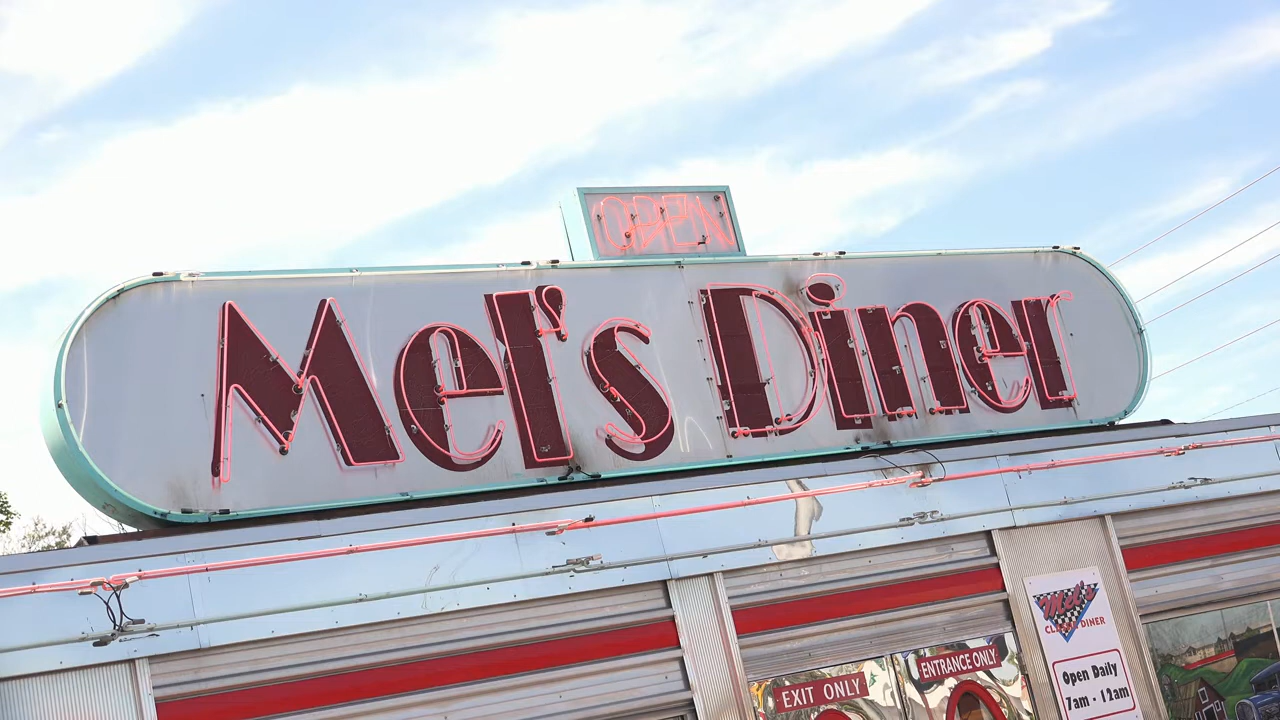 OPEN
Mel's Diner
EXIT ONLY
ENTRANCE ONLY
Mel's
CLASSIC DINER
Open Daily
7am - 12am